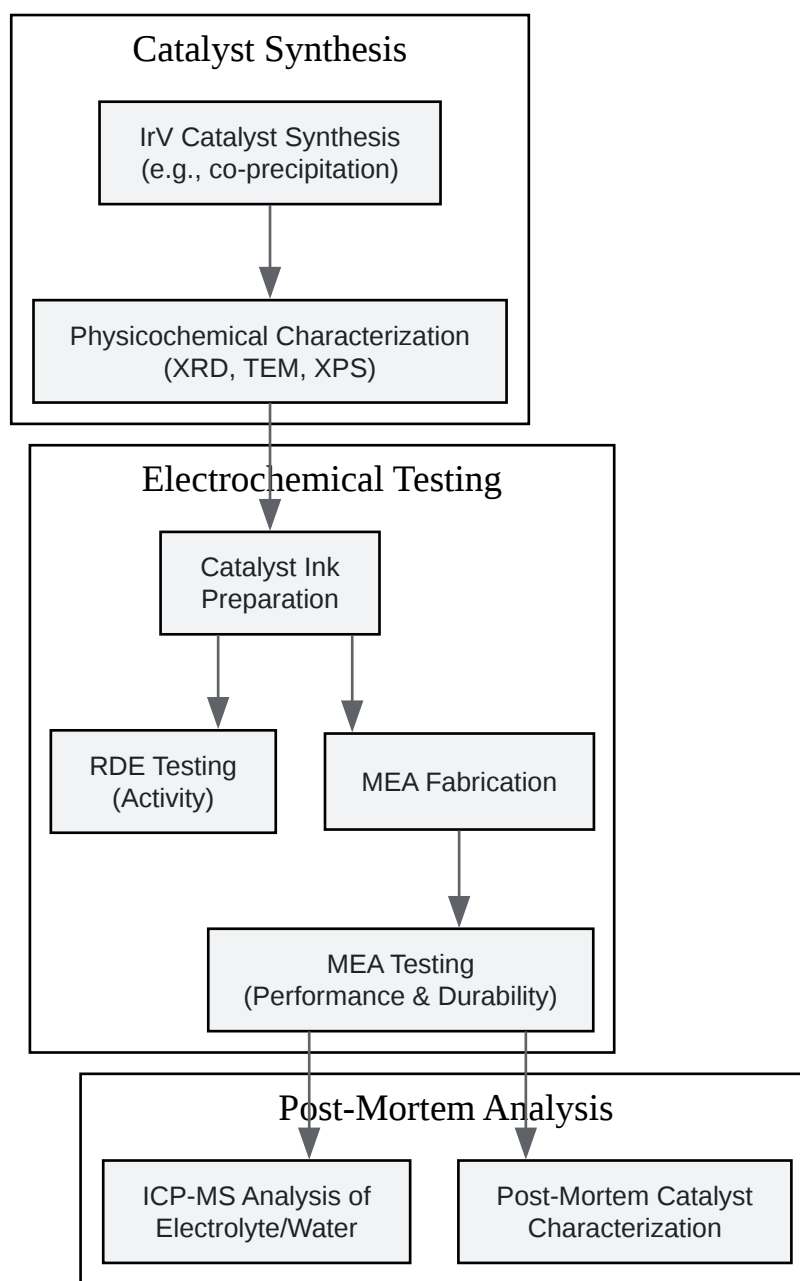 Catalyst Synthesis
IrV Catalyst Synthesis
(e.g., co-precipitation)
Physicochemical Characterization
(XRD, TEM, XPS)
Electrochemical Testing
Catalyst Ink
Preparation
RDE Testing
(Activity)
MEA Fabrication
MEA Testing
(Performance & Durability)
Post-Mortem Analysis
ICP-MS Analysis of
Electrolyte/Water
Post-Mortem Catalyst
Characterization